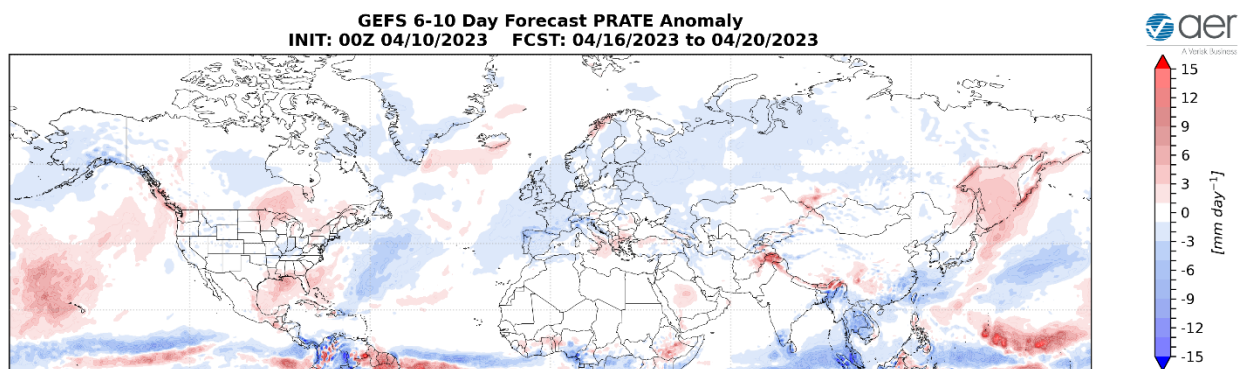 GEFS 6-10 Day Forecast PRATE Anomaly
INIT: 00Z 04/10/2023 FCST: 04/16/2023 to 04/20/2023
aer
A Verisk Business
15
12
9
6
3
0
-3
-6
-9
-12
-15
[mm day⁻¹]